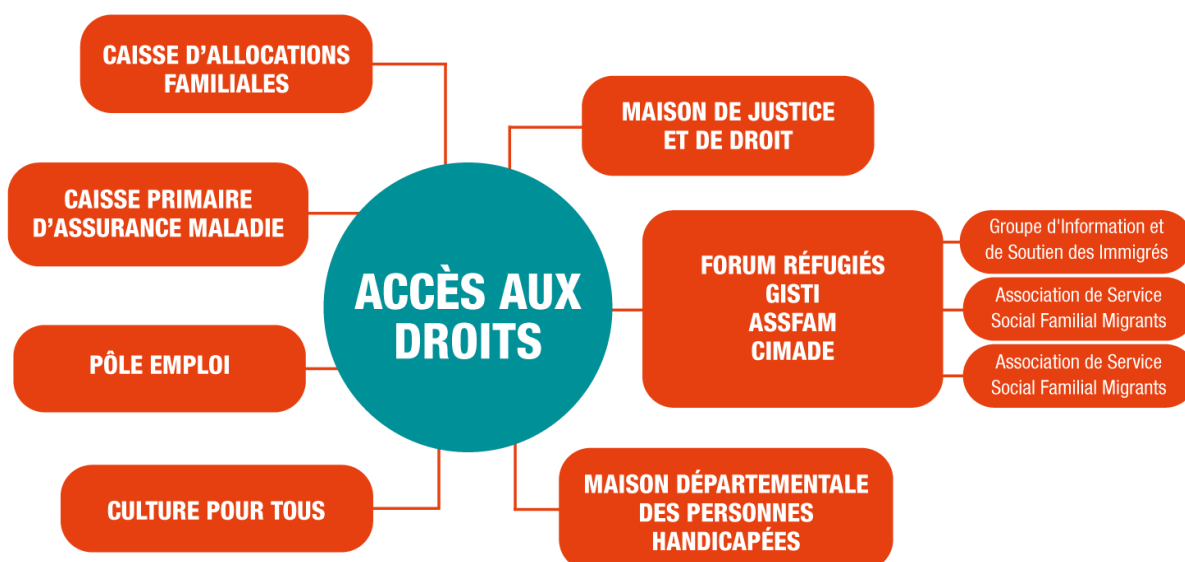 CAISSE D'ALLOCATIONS
FAMILIALES
MAISON DE JUSTICE
ET DE DROIT
CAISSE PRIMAIRE
D'ASSURANCE MALADIE
ACCÈS AUX
DROITS
FORUM RÉFUGIÉS
GISTI
ASSFAM
CIMADE
Groupe d'Information et
de Soutien des Immigrés
Association de Service
Social Familial Migrants
Association de Service
Social Familial Migrants
PÔLE EMPLOI
CULTURE POUR TOUS
MAISON DÉPARTEMENTALE
DES PERSONNES
HANDICAPÉES